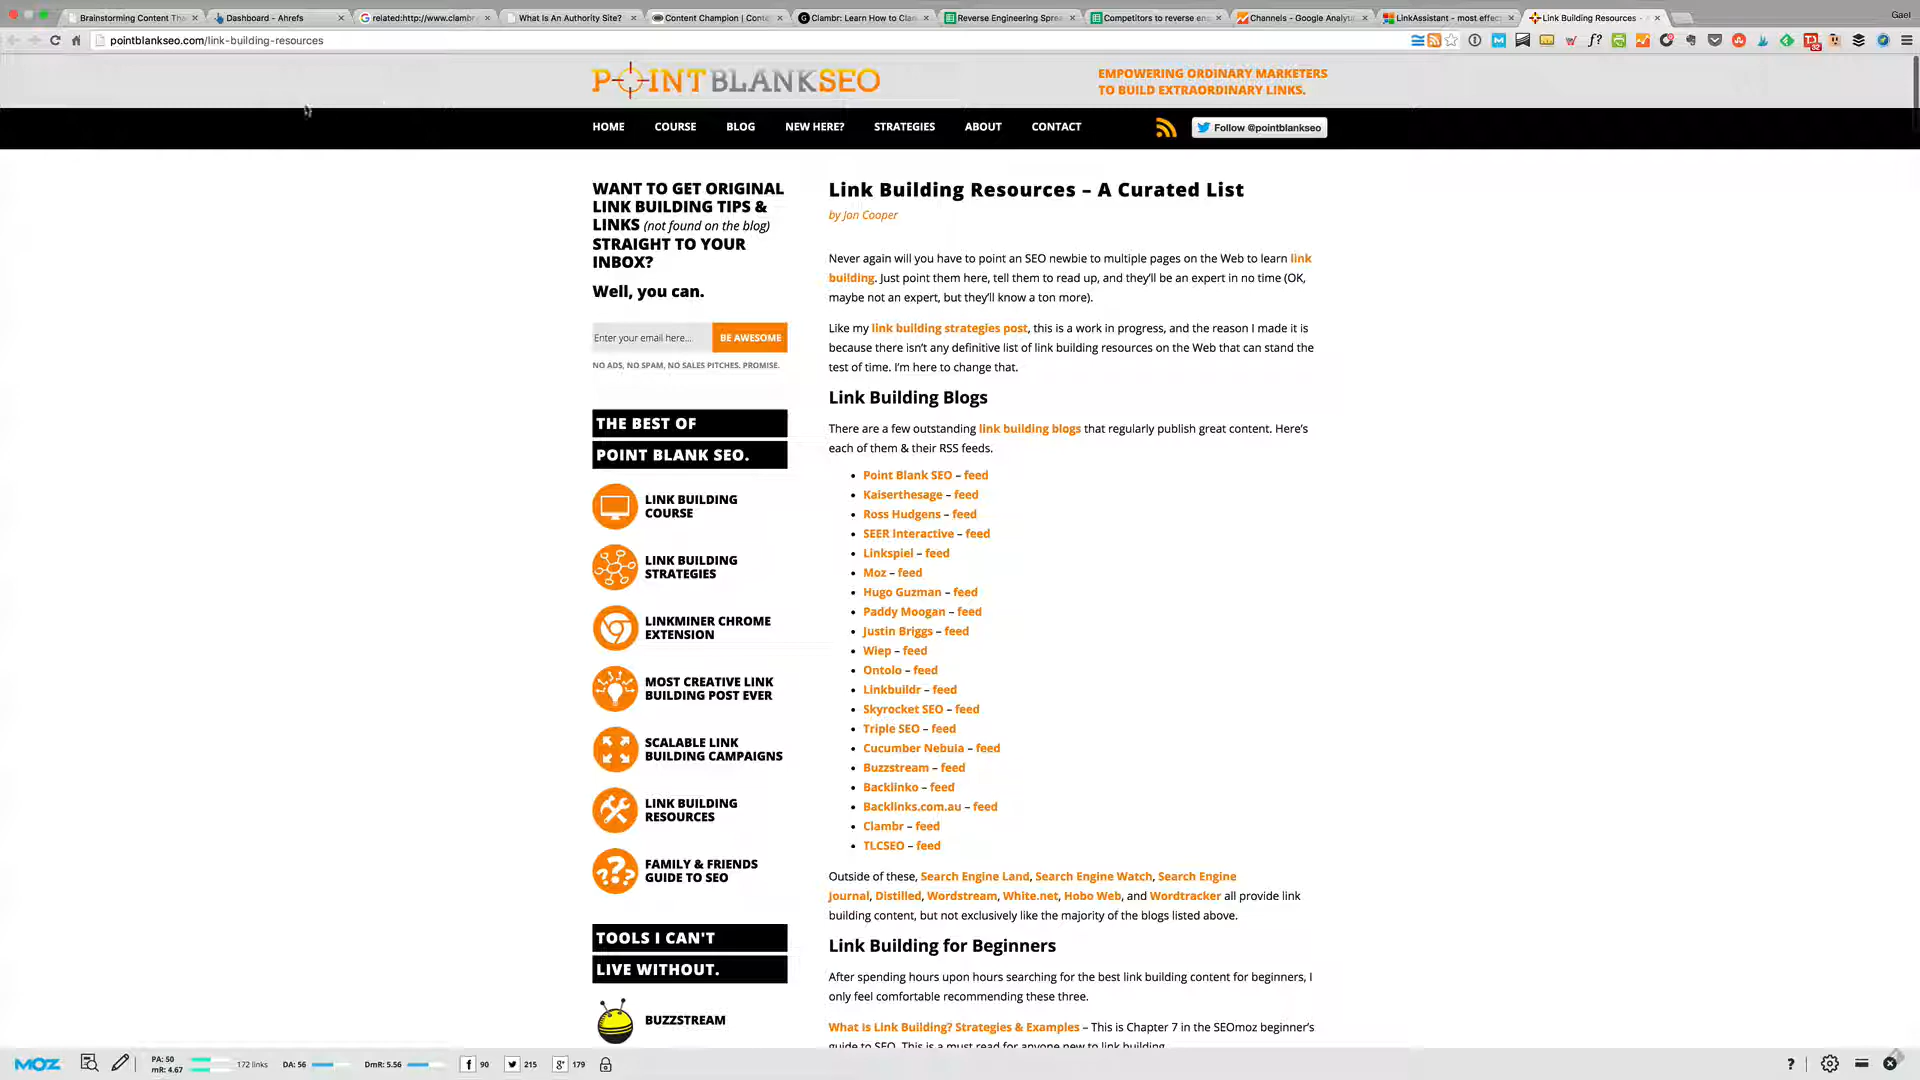 Brainstorming Content Th
Dashboard - Ahrefs
related:http://www.clambr
What Is An Authority Site?
Content Champion | Conte
Clambr: Learn How to Clai
Reverse Engineering Sprea
Competitors to reverse en
Channels - Google Analyt
LinkAssistant - most effec
Link Building Resources -
Gael
pointblankseo.com/link-building-resources
POINTBLANKSEO
EMPOWERING ORDINARY MARKETERS
TO BUILD EXTRAORDINARY LINKS.
HOME COURSE BLOG NEW HERE? STRATEGIES ABOUT CONTACT
Follow @pointblankseo
WANT TO GET ORIGINAL
LINK BUILDING TIPS &
LINKS (not found on the blog)
STRAIGHT TO YOUR
INBOX?
Well, you can.
Enter your email here...
BE AWESOME
NO ADS, NO SPAM, NO SALES PITCHES. PROMISE.
THE BEST OF
POINT BLANK SEO.
LINK BUILDING
COURSE
LINK BUILDING
STRATEGIES
LINKMINER CHROME
EXTENSION
MOST CREATIVE LINK
BUILDING POST EVER
SCALABLE LINK
BUILDING CAMPAIGNS
LINK BUILDING
RESOURCES
FAMILY & FRIENDS
GUIDE TO SEO
TOOLS I CAN'T
LIVE WITHOUT.
BUZZSTREAM
Link Building Resources – A Curated List
by Jon Cooper
Never again will you have to point an SEO newbie to multiple pages on the Web to learn link
building. Just point them here, tell them to read up, and they'll be an expert in no time (OK,
maybe not an expert, but they'll know a ton more).
Like my link building strategies post, this is a work in progress, and the reason I made it is
because there isn't any definitive list of link building resources on the Web that can stand the
test of time. I'm here to change that.
Link Building Blogs
There are a few outstanding link building blogs that regularly publish great content. Here's
each of them & their RSS feeds.
Point Blank SEO – feed
Kaiserthesage – feed
Ross Hudgens – feed
SEER Interactive – feed
Linkspiel – feed
Moz – feed
Hugo Guzman – feed
Paddy Moogan – feed
Justin Briggs – feed
Wiep – feed
Ontolo – feed
Linkbuildr – feed
Skyrocket SEO – feed
Triple SEO – feed
Cucumber Nebula – feed
Buzzstream – feed
Backlinko – feed
Backlinks.com.au – feed
Clambr – feed
TLCSEO – feed
Outside of these, Search Engine Land, Search Engine Watch, Search Engine
Journal, Distilled, Wordstream, White.net, Hobo Web, and Wordtracker all provide link
building content, but not exclusively like the majority of the blogs listed above.
Link Building for Beginners
After spending hours upon hours searching for the best link building content for beginners, I
only feel comfortable recommending these three.
What is Link Building? Strategies & Examples – This is Chapter 7 in the SEOmoz beginner's
guide to SEO. This is a must read for anyone new to link building.
MOZ
PA: 50
mR: 4.67
172 links
DA: 56
DmR: 5.56
90
215
179